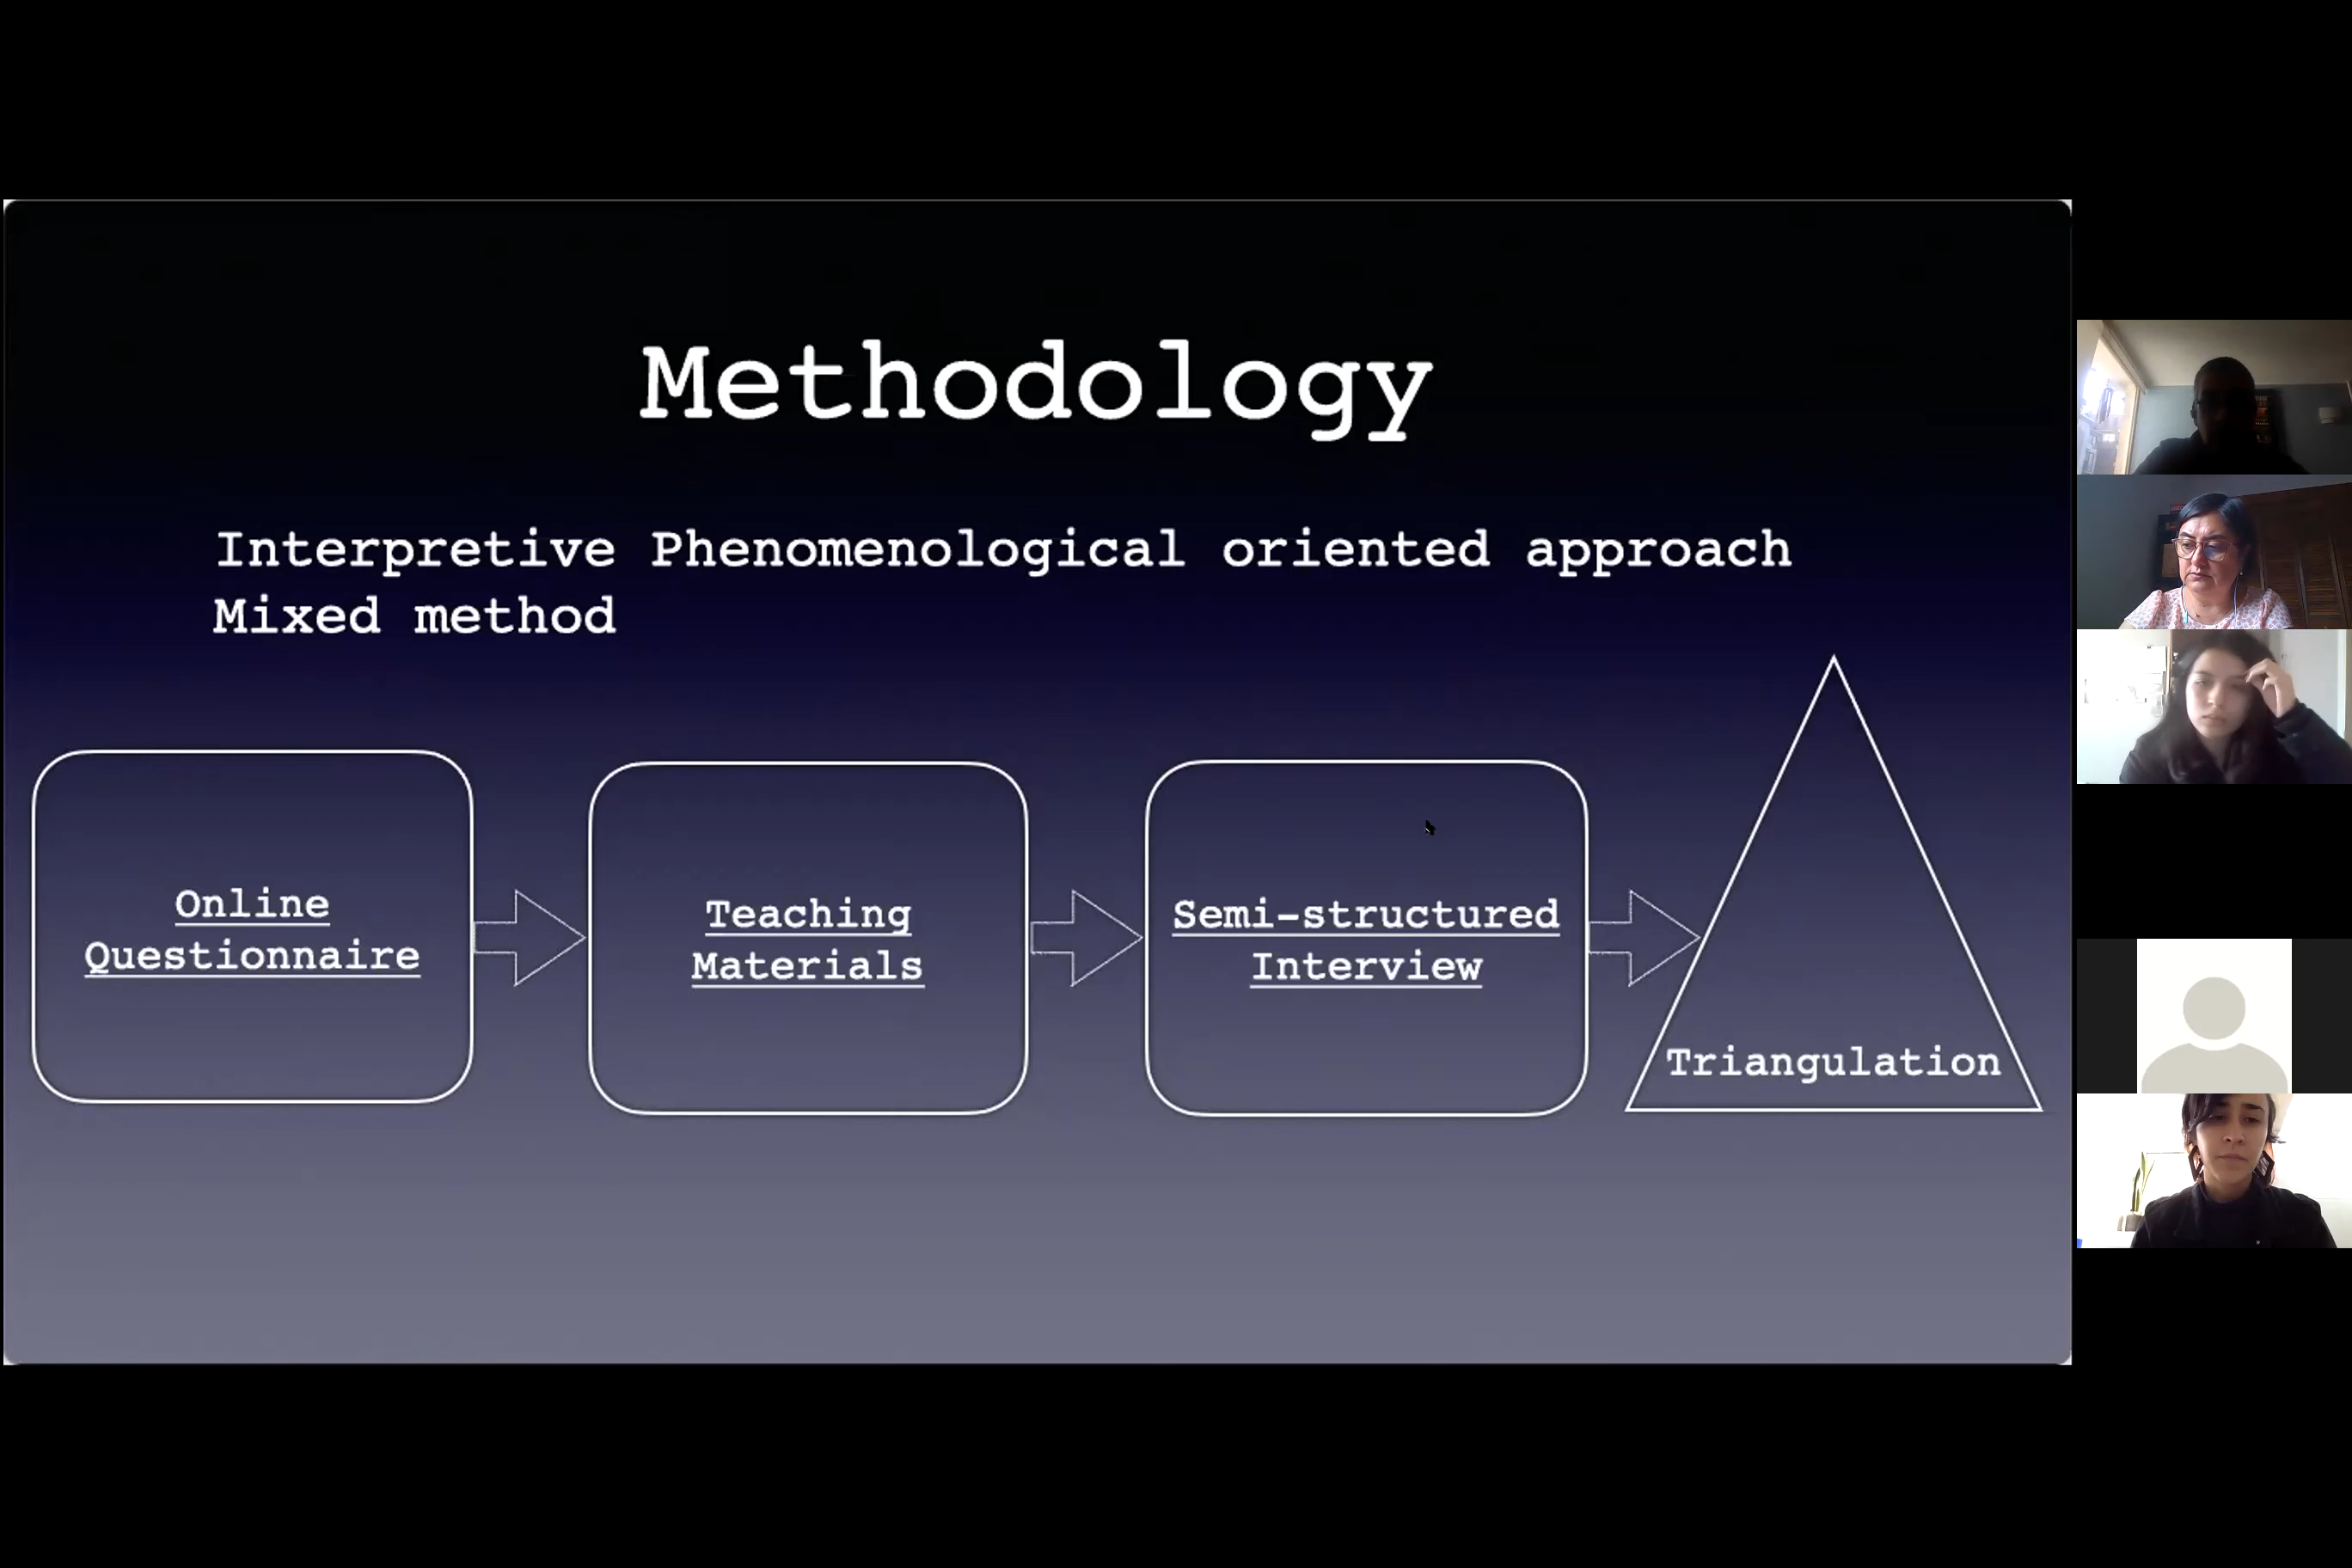 Methodology
Interpretive Phenomenological oriented approach
Mixed method
Online
Questionnaire
Teaching
Materials
Semi-structured
Interview
Triangulation